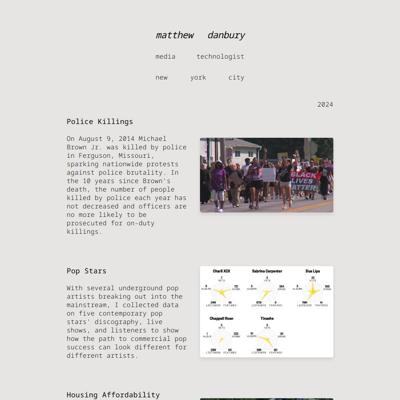 matthew danbury
media technologist
new york city
2024
Police Killings
On August 9, 2014 Michael
Brown Jr. was killed by police
in Ferguson, Missouri,
sparking nationwide protests
against police brutality. In
the 10 years since Brown's
death, the number of people
killed by police each year has
not decreased and officers are
no more likely to be
prosecuted for on-duty
killings.
BLACK
LIVES
MATTER
Pop Stars
With several underground pop
artists breaking out into the
mainstream, I collected data
on five contemporary pop
stars' discography, live
shows, and listeners to show
how the path to commercial pop
success can look different for
different artists.
Charli XCX
Sabrina Carpenter
Dua Lipa
Chappell Roan
Tinashe
Housing Affordability